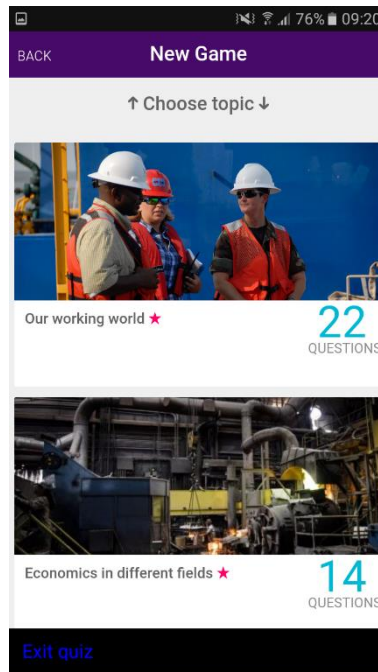 76% 09:20
BACK New Game
↑ Choose topic ↓
Our working world ★
22
QUESTIONS
Economics in different fields ★
14
QUESTIONS
Exit quiz